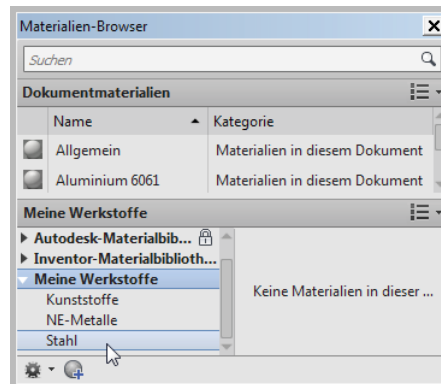 Materialien-Browser
Suchen
Dokumentmaterialien
Name Kategorie
Allgemein Materialien in diesem Dokument
Aluminium 6061 Materialien in diesem Dokument
Meine Werkstoffe
Autodesk-Materialbib...
Inventor-Materialbiblioth...
Meine Werkstoffe
Kunststoffe
NE-Metalle
Stahl
Keine Materialien in dieser ...